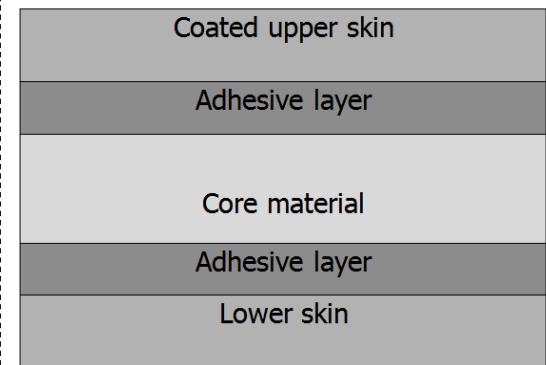 Coated upper skin
Adhesive layer
Core material
Adhesive layer
Lower skin